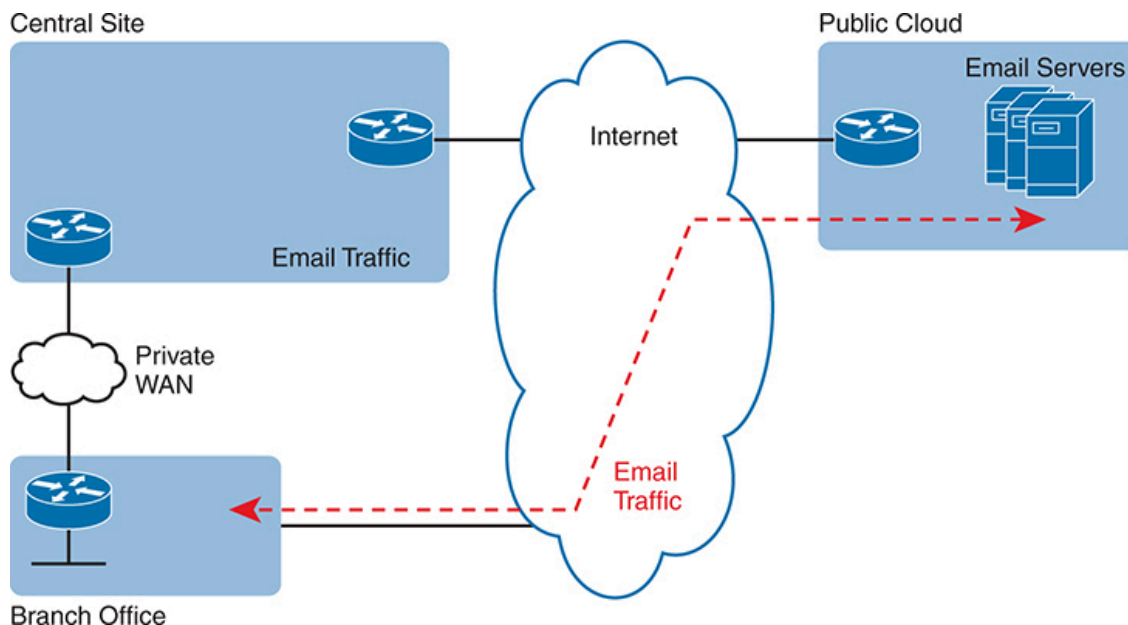 Central Site
Public Cloud
Email Servers
Internet
Email Traffic
Private
WAN
Email
Traffic
Branch Office